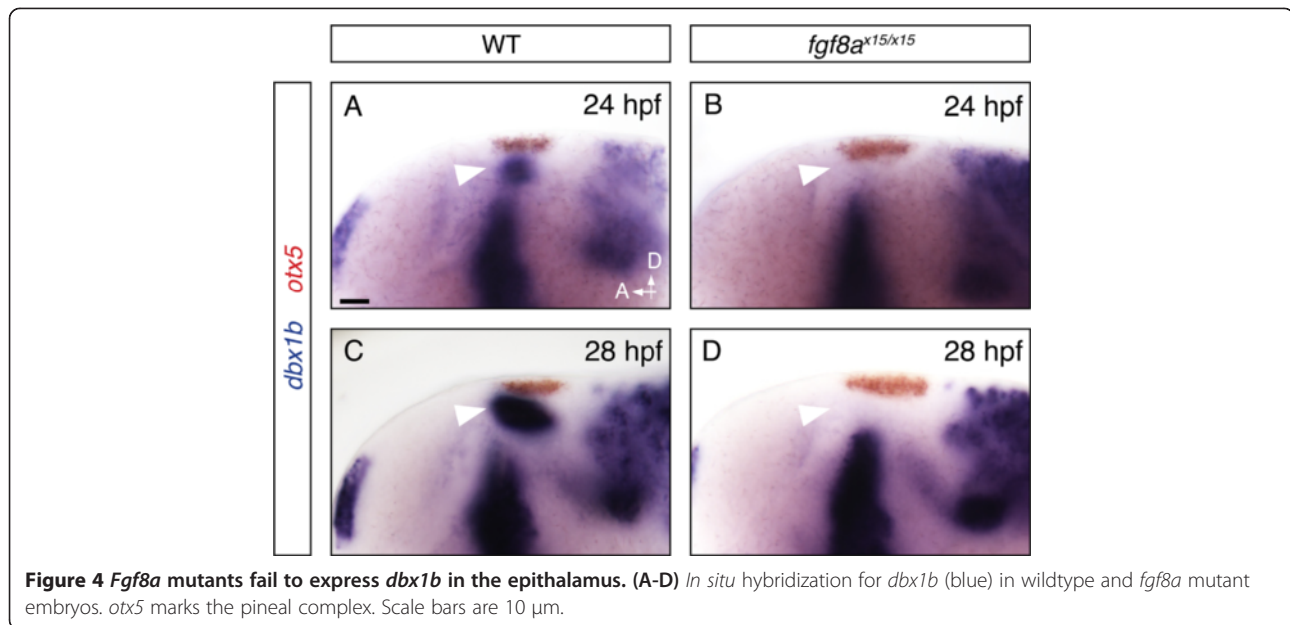 WT
fgf8a^x15/x15
dbx1b otx5
A 24 hpf
D
A
B 24 hpf
C 28 hpf
D 28 hpf
Figure 4 Fgf8a mutants fail to express dbx1b in the epithalamus. (A-D) In situ hybridization for dbx1b (blue) in wildtype and fgf8a mutant
embryos. otx5 marks the pineal complex. Scale bars are 10 μm.